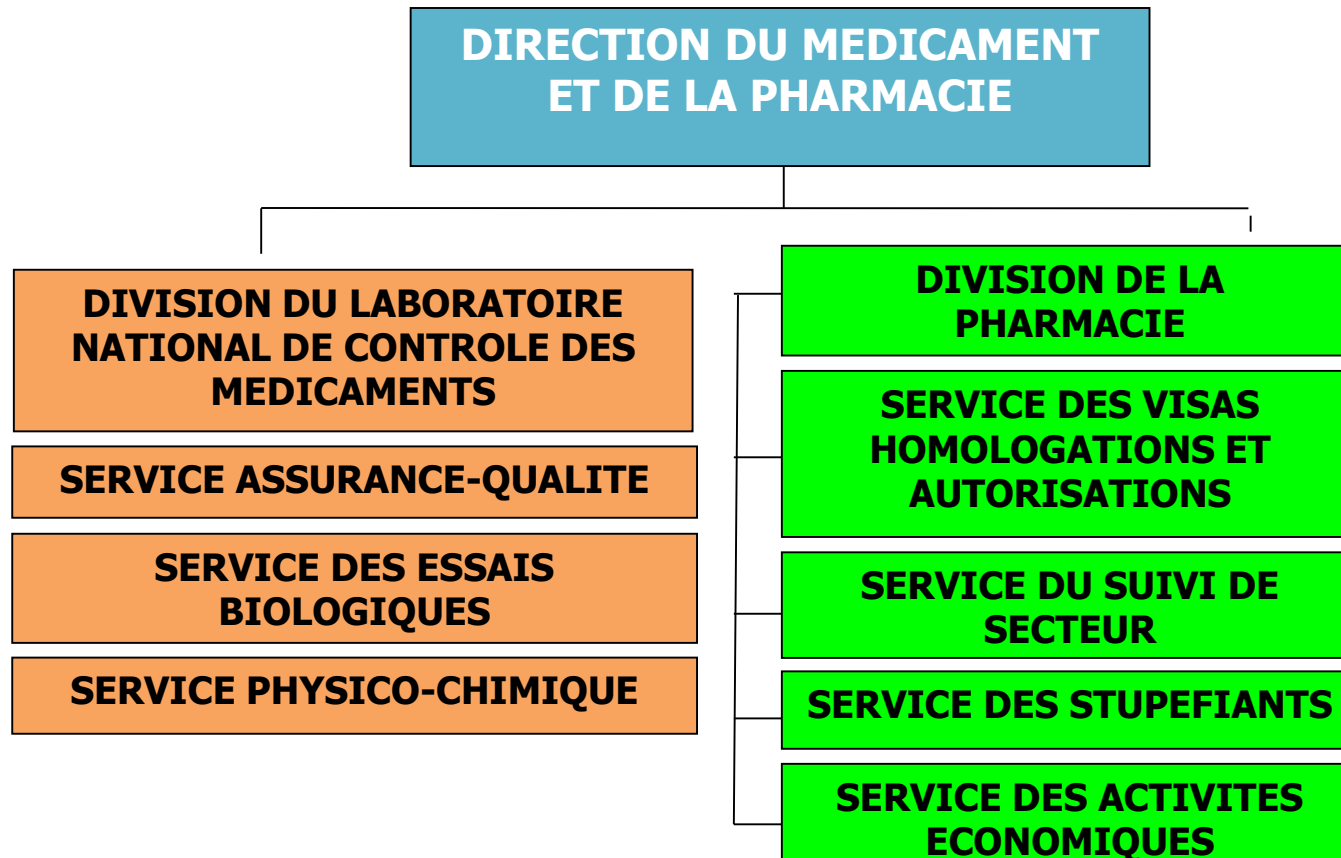 DIRECTION DU MEDICAMENT
ET DE LA PHARMACIE
DIVISION DU LABORATOIRE
NATIONAL DE CONTROLE DES
MEDICAMENTS
SERVICE ASSURANCE-QUALITE
SERVICE DES ESSAIS
BIOLOGIQUES
SERVICE PHYSICO-CHIMIQUE
DIVISION DE LA
PHARMACIE
SERVICE DES VISAS
HOMOLOGATIONS ET
AUTORISATIONS
SERVICE DU SUIVI DE
SECTEUR
SERVICE DES STUPEFIANTS
SERVICE DES ACTIVITES
ECONOMIQUES